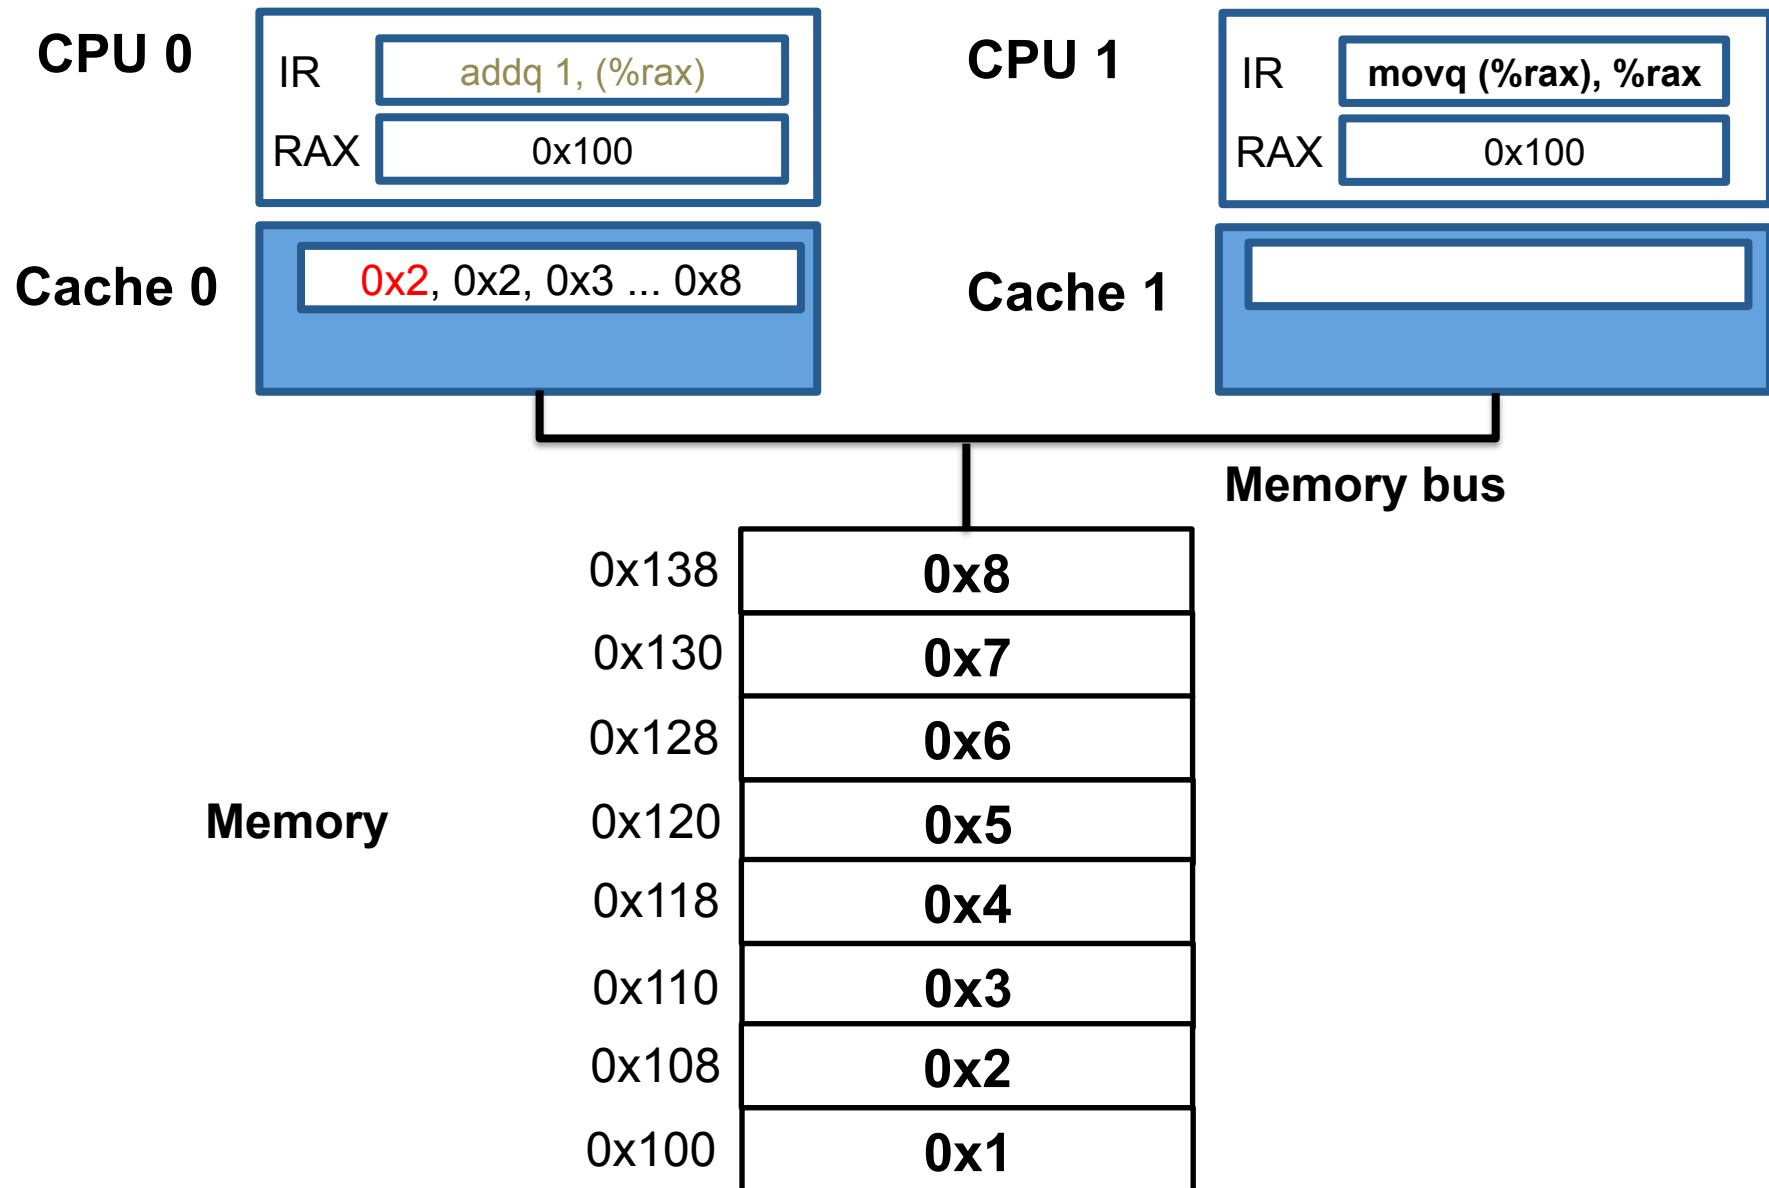 CPU 0
IR
addq 1, (%rax)
RAX
0x100
CPU 1
IR
movq (%rax), %rax
RAX
0x100
Cache 0
0x2, 0x2, 0x3 ... 0x8
Cache 1
Memory bus
0x138
0x8
0x130
0x7
0x128
0x6
Memory
0x120
0x5
0x118
0x4
0x110
0x3
0x108
0x2
0x100
0x1